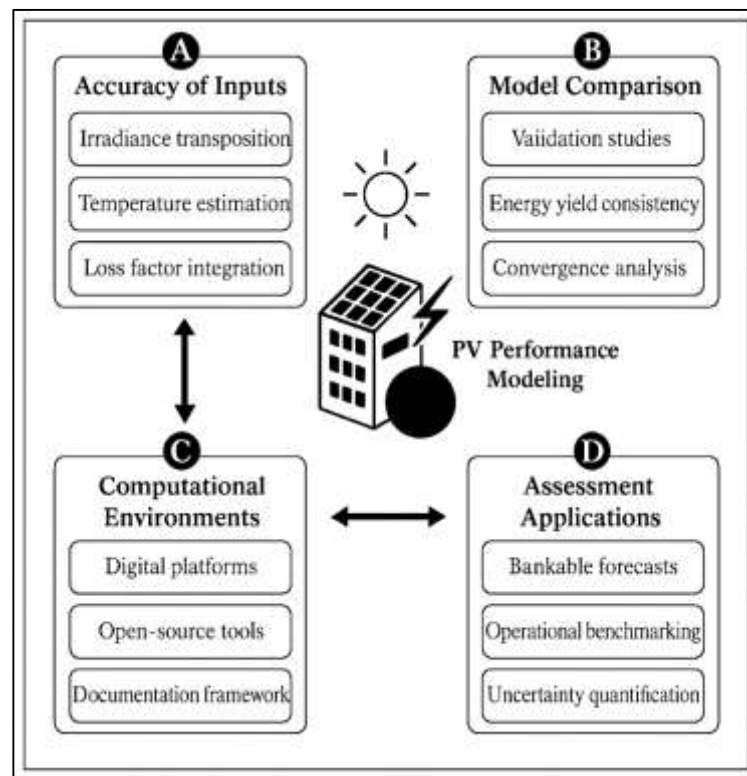 A
Accuracy of Inputs
Irradiance transposition
Temperature estimation
Loss factor integration
B
Model Comparison
Vaiidation studies
Energy yield consistency
Convergence analysis
PV Performance
Modeling
C
Computational
Environments
Digital platforms
Open-source tools
Documentation framework
D
Assessment
Applications
Bankable forecasts
Operational benchmarking
Uncertainty quantification